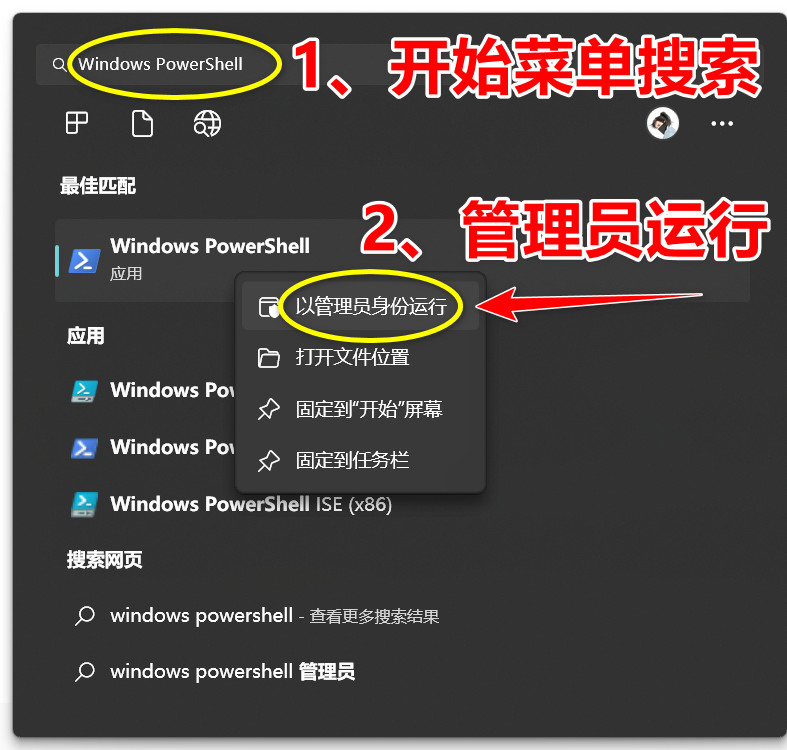 Windows PowerShell
1、开始菜单搜索
最佳匹配
Windows PowerShell
应用
2、管理员运行
以管理员身份运行
打开文件位置
固定到“开始”屏幕
固定到任务栏
应用
Windows
Windows
Windows PowerShell ISE (x86)
搜索网页
windows powershell - 查看更多搜索结果
windows powershell 管理员